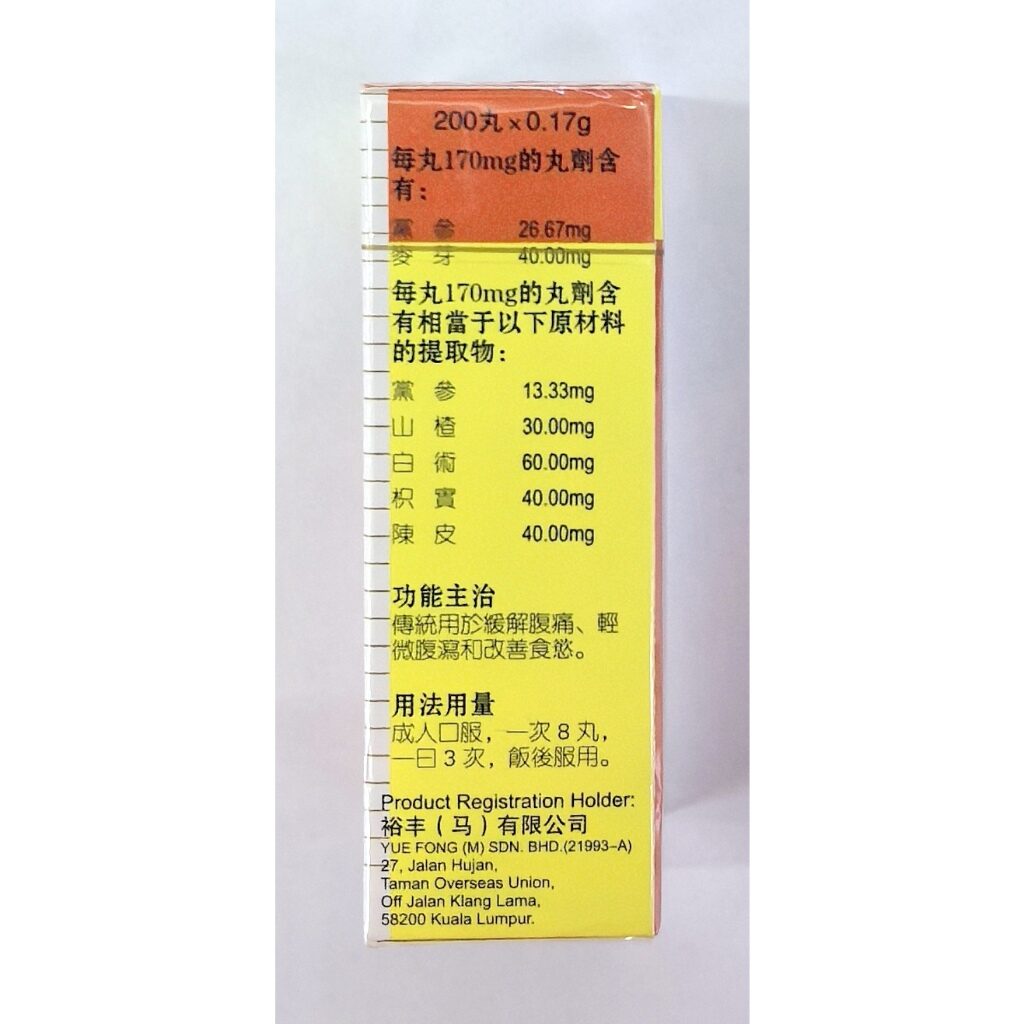 200丸 x 0.17g
每丸170mg的丸劑含
有：
黨 參 26.67mg
麥 芽 40.00mg
每丸170mg的丸劑含
有相當于以下原材料
的提取物：
黨 參 13.33mg
山 楂 30.00mg
白 術 60.00mg
枳 實 40.00mg
陳 皮 40.00mg
功能主治
傳統用於緩解腹痛、輕
微腹瀉和改善食慾。
用法用量
成人口服，一次 8 丸，
一日 3 次，飯後服用。
Product Registration Holder:
裕丰（马）有限公司
YUE FONG (M) SDN. BHD.(21993–A)
27, Jalan Hujan,
Taman Overseas Union,
Off Jalan Klang Lama,
58200 Kuala Lumpur.